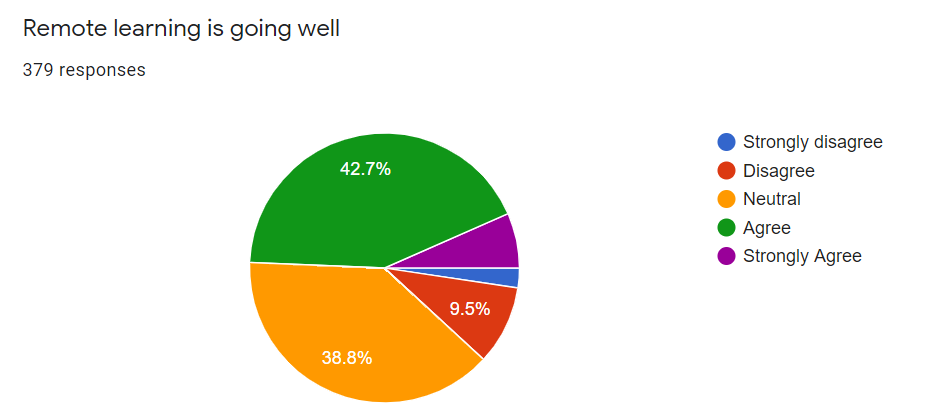 Remote learning is going well
379 responses
42.7%
9.5%
38.8%
Strongly disagree
Disagree
Neutral
Agree
Strongly Agree